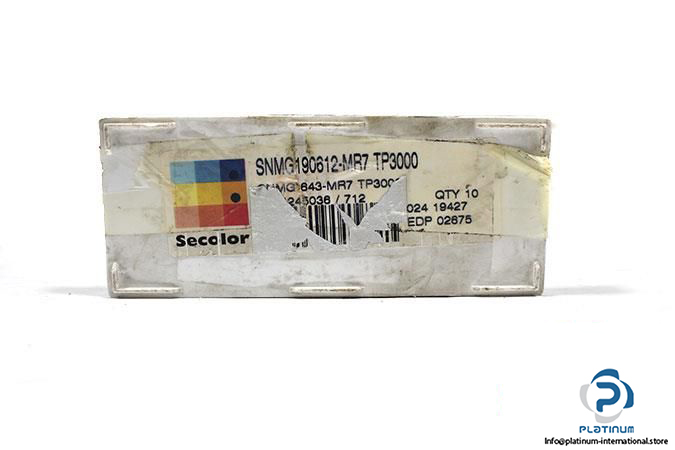 SNMG190612-MR7 TP3000
SNMG 643-MR7 TP3000
245036 / 712
QTY 10
024 19427
EDP 02675
Secolor
PLATINUM
Info@platinum-international.store